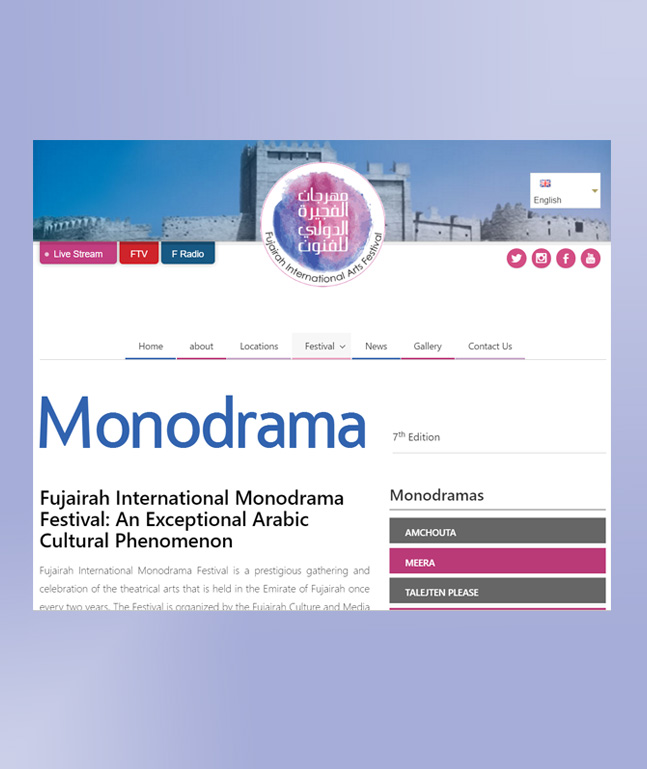 English
مهرجان
الفجيرة
الدولي
للفنون
Fujairah International Arts Festival
Live Stream
FTV
F Radio
Home
about
Locations
Festival
News
Gallery
Contact Us
Monodrama
7th Edition
Fujairah International Monodrama
Festival: An Exceptional Arabic
Cultural Phenomenon
Fujairah International Monodrama Festival is a prestigious gathering and
celebration of the theatrical arts that is held in the Emirate of Fujairah once
every two years. The Festival is organized by the Fujairah Culture and Media
Monodramas
AMCHOUTA
MEERA
TALEJTEN PLEASE